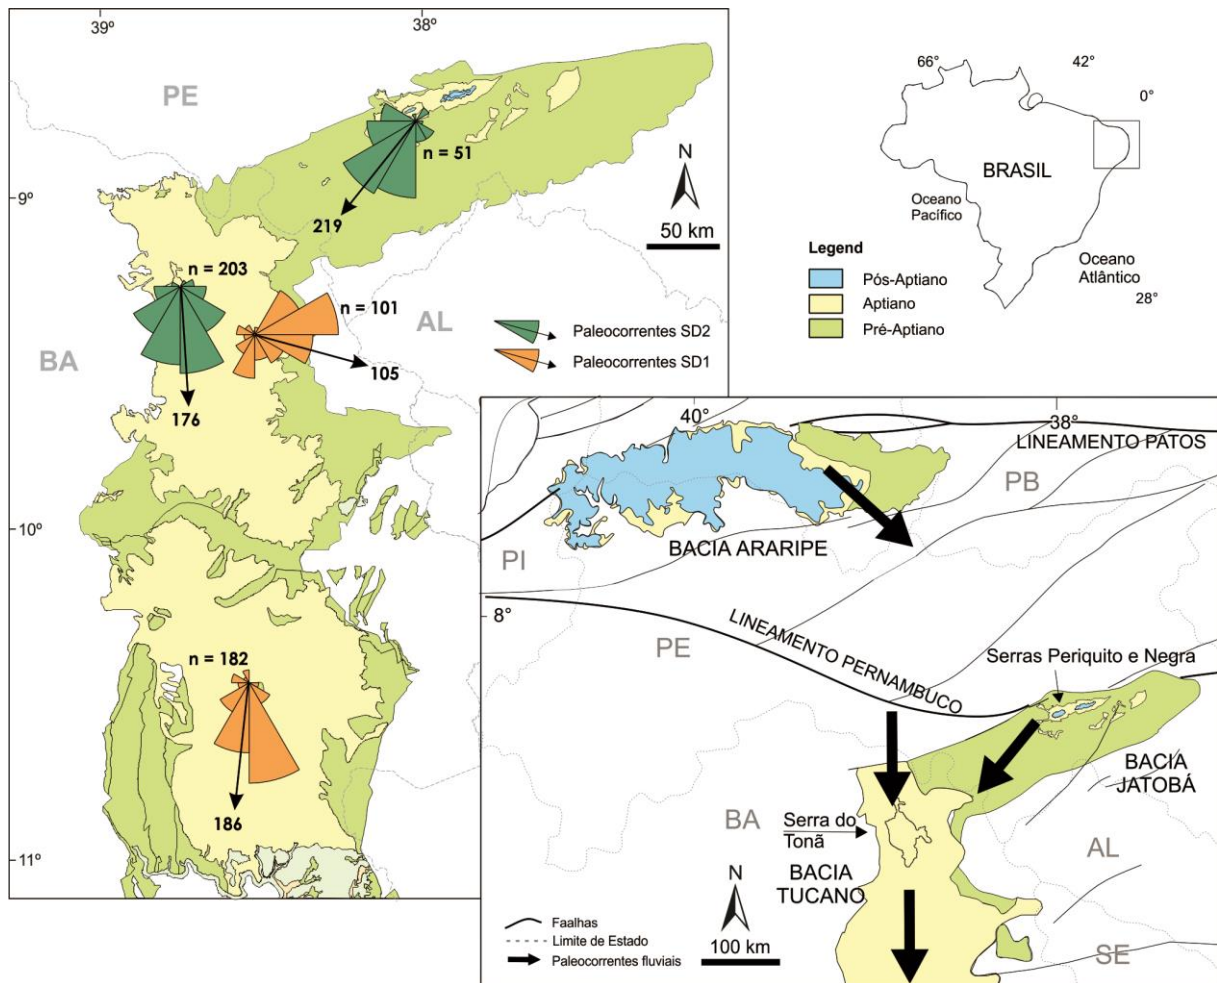 39º
38º
PE
n = 51
219
N
50 km
9º
n = 203
n = 101
AL
BA
105
176
Paleocorrentes SD2
Paleocorrentes SD1
10º
n = 182
186
11º
66º
42º
0º
BRASIL
Oceano
Pacífico
Oceano
Atlântico
28º
Legend
Pós-Aptiano
Aptiano
Pré-Aptiano
40º
38º
LINEAMENTO PATOS
PB
BACIA ARARIPE
PI
8º
PE
LINEAMENTO PERNAMBUCO
Serras Periquito e Negra
BACIA
JATOBÁ
BA
Serra do
Tonã
AL
BACIA
TUCANO
SE
N
100 km
Faalhas
Limite de Estado
Paleocorrentes fluviais